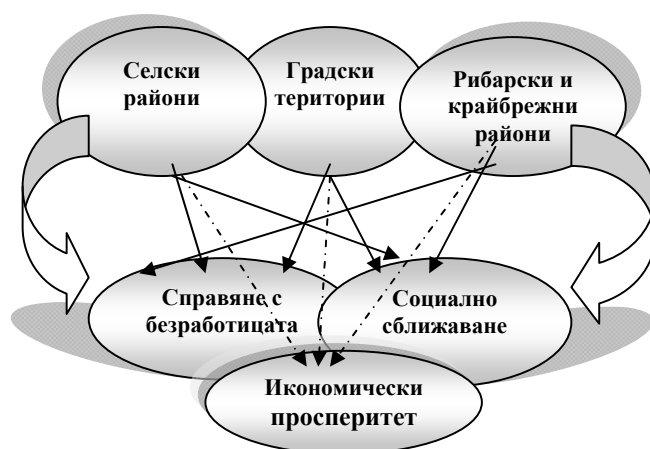 Селски
райони
Градски
територии
Рибарски и
крайбрежни
райони
Справяне с
безработицата
Социално
сближаване
Икономически
просперитет